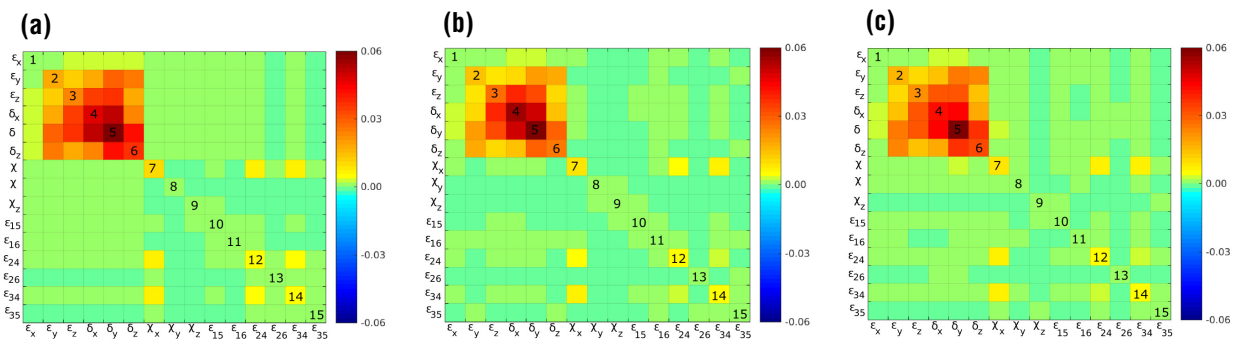 (a)
(b)
(c)
εx 1 0.06
εy 2
εz 3 0.03
δx 4
δ 5
δz 6
χ 7 0.00
χ 8
χz 9
ε15 10
ε16 11 -0.03
ε24 12
ε26 13
ε34 14
ε35 15 -0.06
εx εy εz δx δy δz χx χy χz ε15 ε16 ε24 ε26 ε34 ε35
εx 1 0.06
εy 2
εz 3 0.03
δx 4
δy 5
δz 6
χx 7 0.00
χy 8
χz 9
ε15 10
ε16 11 -0.03
ε24 12
ε26 13
ε34 14
ε35 15 -0.06
εx εy εz δx δy δz χx χy χz ε15 ε16 ε24 ε26 ε34 ε35
εx 1 0.06
εy 2
εz 3 0.03
δx 4
δ 5
δz 6
χ 7 0.00
χ 8
χz 9
ε15 10
ε16 11 -0.03
ε24 12
ε26 13
ε34 14
ε35 15 -0.06
εx εy εz δx δy δz χx χy χz ε15 ε16 ε24 ε26 ε34 ε35